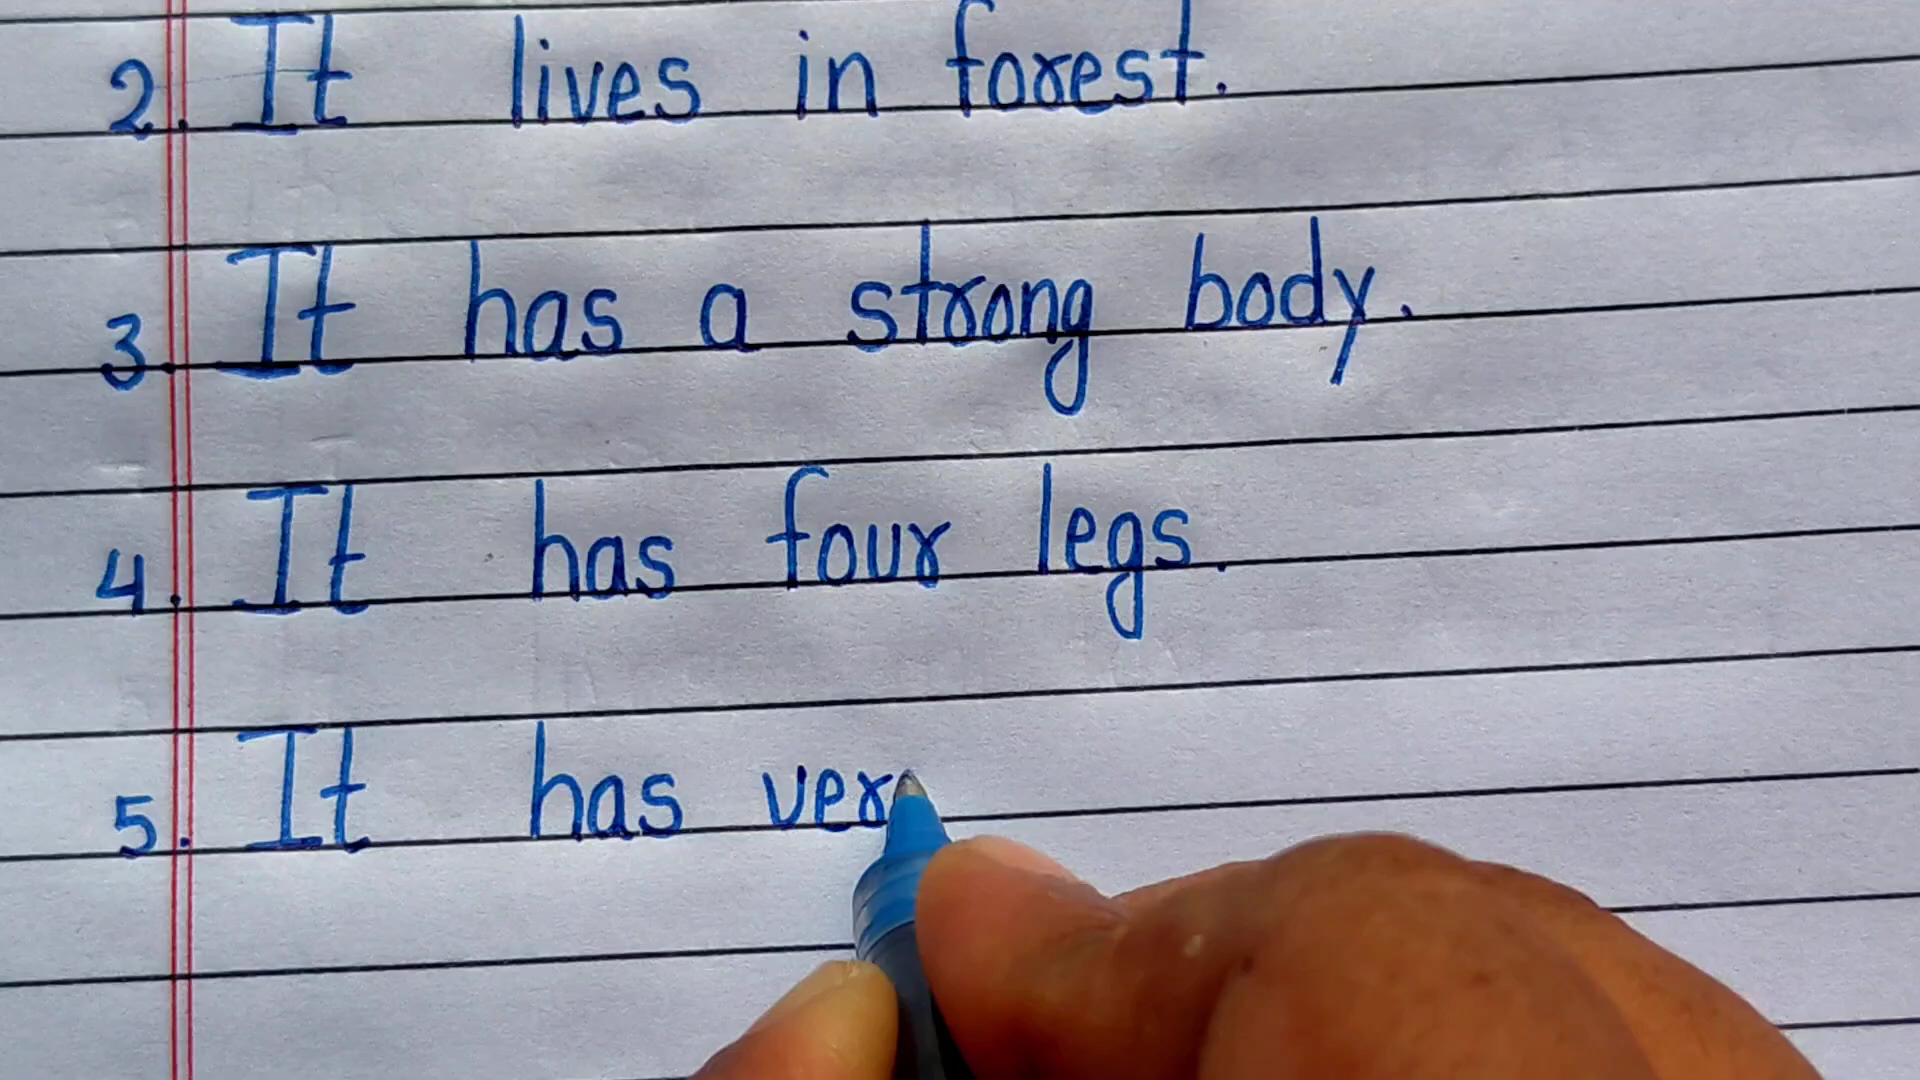 2. It lives in forest.
3. It has a strong body.
4. It has four legs.
5. It has ver